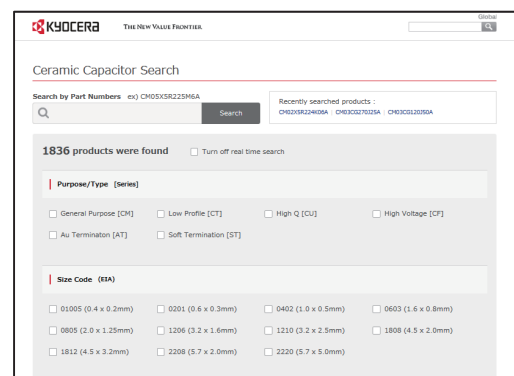 Global
KYOCERA THE NEW VALUE FRONTIER
Ceramic Capacitor Search
Search by Part Numbers ex) CM05X5R225M6A
Search
Recently searched products :
CM02X5R224K06A | CM03CG270J25A | CM03CG120J50A
1836 products were found Turn off real time search
Purpose/Type [Series]
General Purpose [CM] Low Profile [CT] High Q [CU] High Voltage [CF]
Au Terminaton [AT] Soft Termination [ST]
Size Code (EIA)
01005 (0.4 x 0.2mm) 0201 (0.6 x 0.3mm) 0402 (1.0 x 0.5mm) 0603 (1.6 x 0.8mm)
0805 (2.0 x 1.25mm) 1206 (3.2 x 1.6mm) 1210 (3.2 x 2.5mm) 1808 (4.5 x 2.0mm)
1812 (4.5 x 3.2mm) 2208 (5.7 x 2.0mm) 2220 (5.7 x 5.0mm)